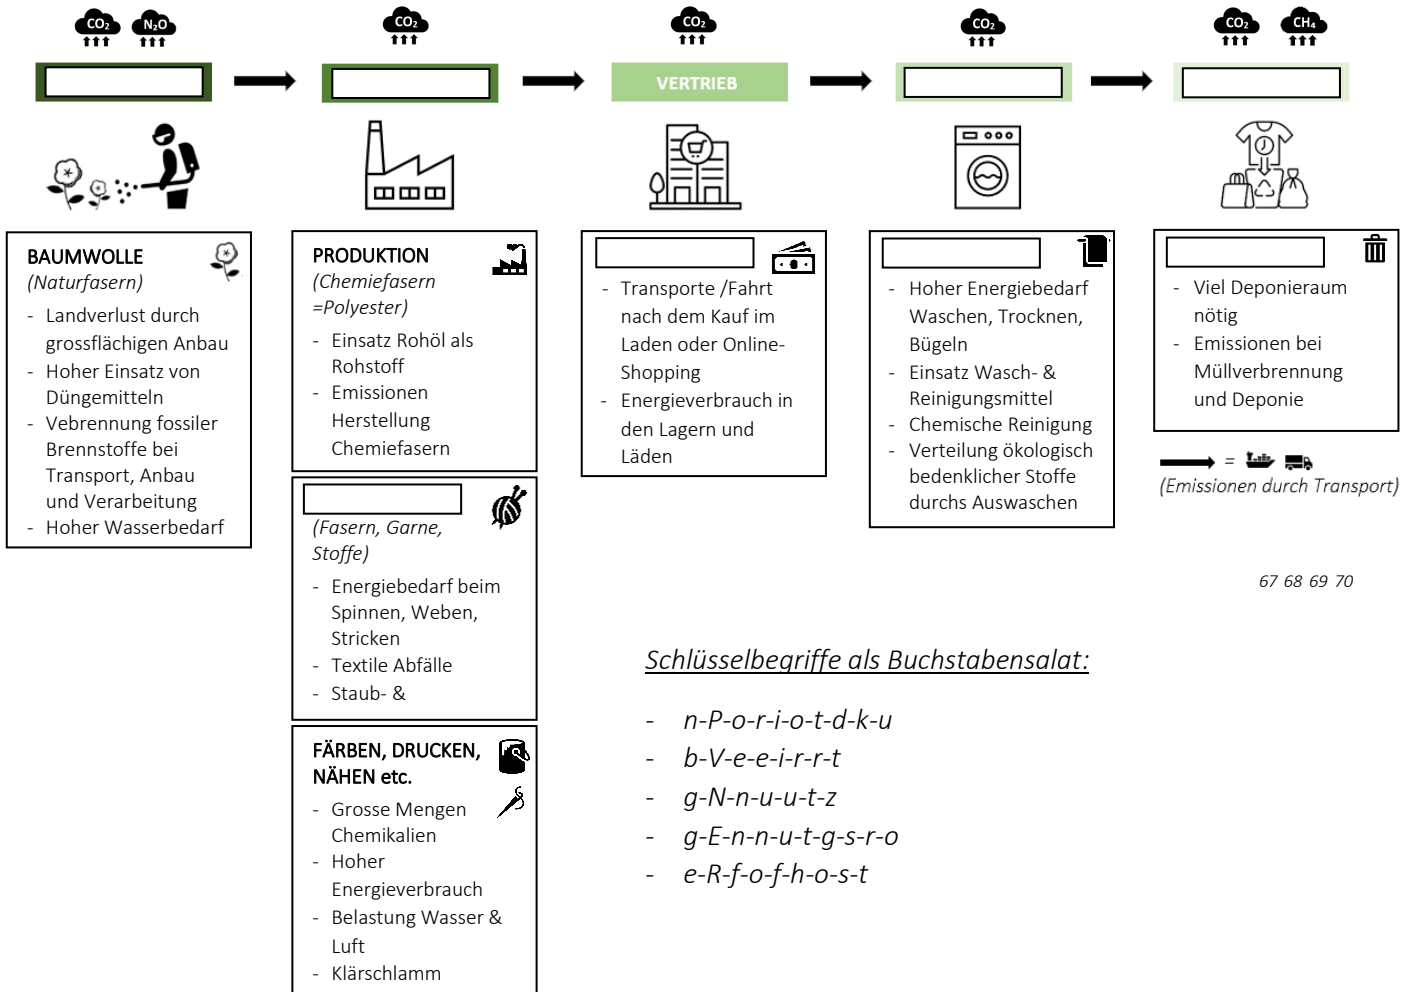 CO₂ N₂O CO₂ CO₂ CO₂ CO₂ CH₄
VERTRIEB
BAUMWOLLE
(Naturfasern)
- Landverlust durch
grossflächigen Anbau
- Hoher Einsatz von
Düngemitteln
- Vebrennung fossiler
Brennstoffe bei
Transport, Anbau
und Verarbeitung
- Hoher Wasserbedarf
PRODUKTION
(Chemiefasern
=Polyester)
- Einsatz Rohöl als
Rohstoff
- Emissionen
Herstellung
Chemiefasern
(Fasern, Garne,
Stoffe)
- Energiebedarf beim
Spinnen, Weben,
Stricken
- Textile Abfälle
- Staub- &
FÄRBEN, DRUCKEN,
NÄHEN etc.
- Grosse Mengen
Chemikalien
- Hoher
Energieverbrauch
- Belastung Wasser &
Luft
- Klärschlamm
- Transporte /Fahrt
nach dem Kauf im
Laden oder Online-
Shopping
- Energieverbrauch in
den Lagern und
Läden
- Hoher Energiebedarf
Waschen, Trocknen,
Bügeln
- Einsatz Wasch- &
Reinigungsmittel
- Chemische Reinigung
- Verteilung ökologisch
bedenklicher Stoffe
durchs Auswaschen
- Viel Deponieraum
nötig
- Emissionen bei
Müllverbrennung
und Deponie
=
(Emissionen durch Transport)
67 68 69 70
Schlüsselbegriffe als Buchstabensalat:
- n-P-o-r-i-o-t-d-k-u
- b-V-e-e-i-r-r-t
- g-N-n-u-u-t-z
- g-E-n-n-u-t-g-s-r-o
- e-R-f-o-f-h-o-s-t